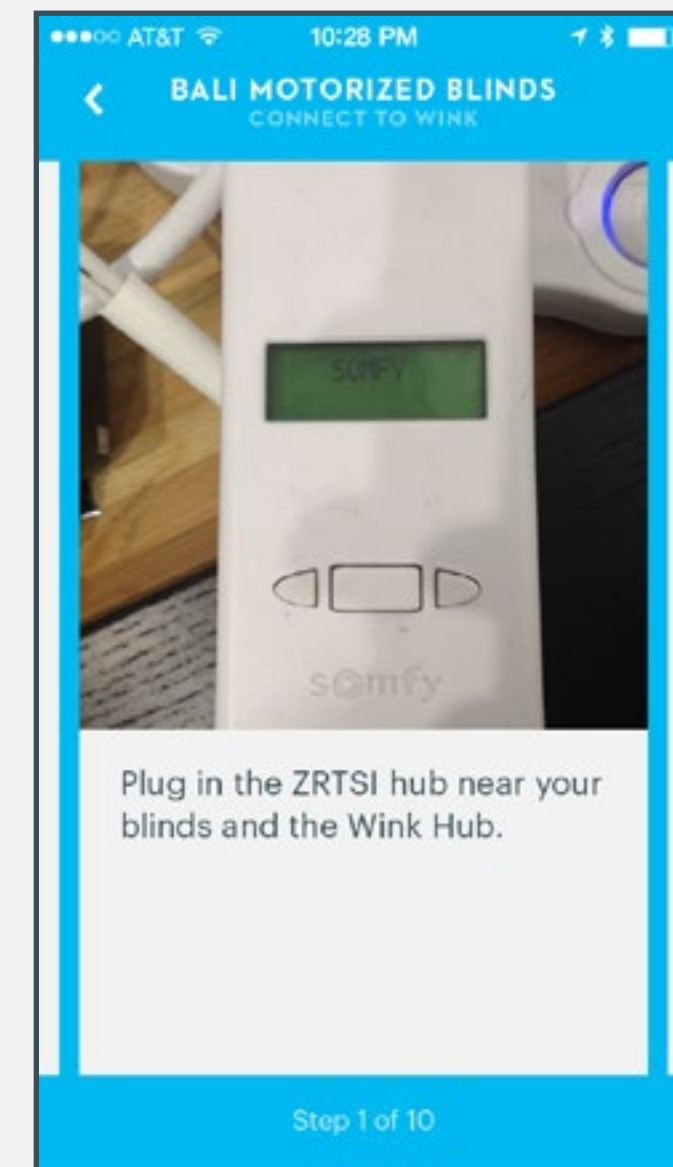 AT&T 10:28 PM
BALI MOTORIZED BLINDS
CONNECT TO WINK
SOMFY
somfy
Plug in the ZRTSI hub near your
blinds and the Wink Hub.
Step 1 of 10